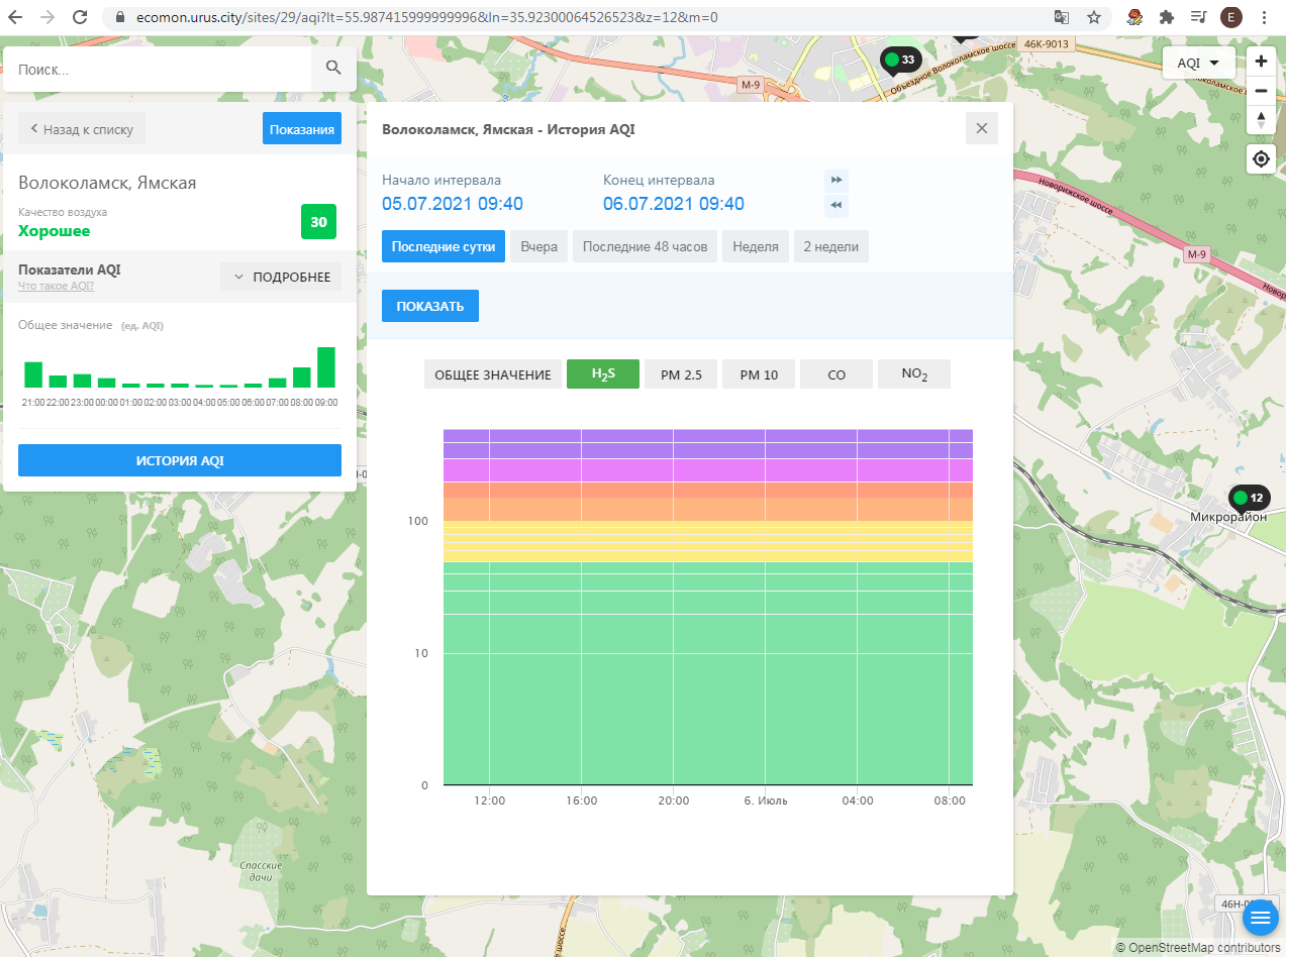 ecomon.urus.city/sites/29/aqi?lt=55.987415999999996&ln=35.92300064526523&z=12&m=0
E
Поиск...
33
Объездное Волоколамское шоссе
46К-9013
M-9
AQI
Назад к списку
Показания
Волоколамск, Ямская
Качество воздуха
Хорошее
30
Показатели AQI
Что такое AQI?
ПОДРОБНЕЕ
Общее значение (ед. AQI)
21:00 22:00 23:00 00:00 01:00 02:00 03:00 04:00 05:00 06:00 07:00 08:00 09:00
ИСТОРИЯ AQI
Волоколамск, Ямская - История AQI
Начало интервала
Конец интервала
05.07.2021 09:40
06.07.2021 09:40
Последние сутки
Вчера
Последние 48 часов
Неделя
2 недели
ПОКАЗАТЬ
ОБЩЕЕ ЗНАЧЕНИЕ
H2S
PM 2.5
PM 10
CO
NO2
100
10
0
12:00
16:00
20:00
6. Июль
04:00
08:00
Новорижское шоссе
M-9
12
Микрорайон
Спасские
дачи
шоссе
© OpenStreetMap contributors